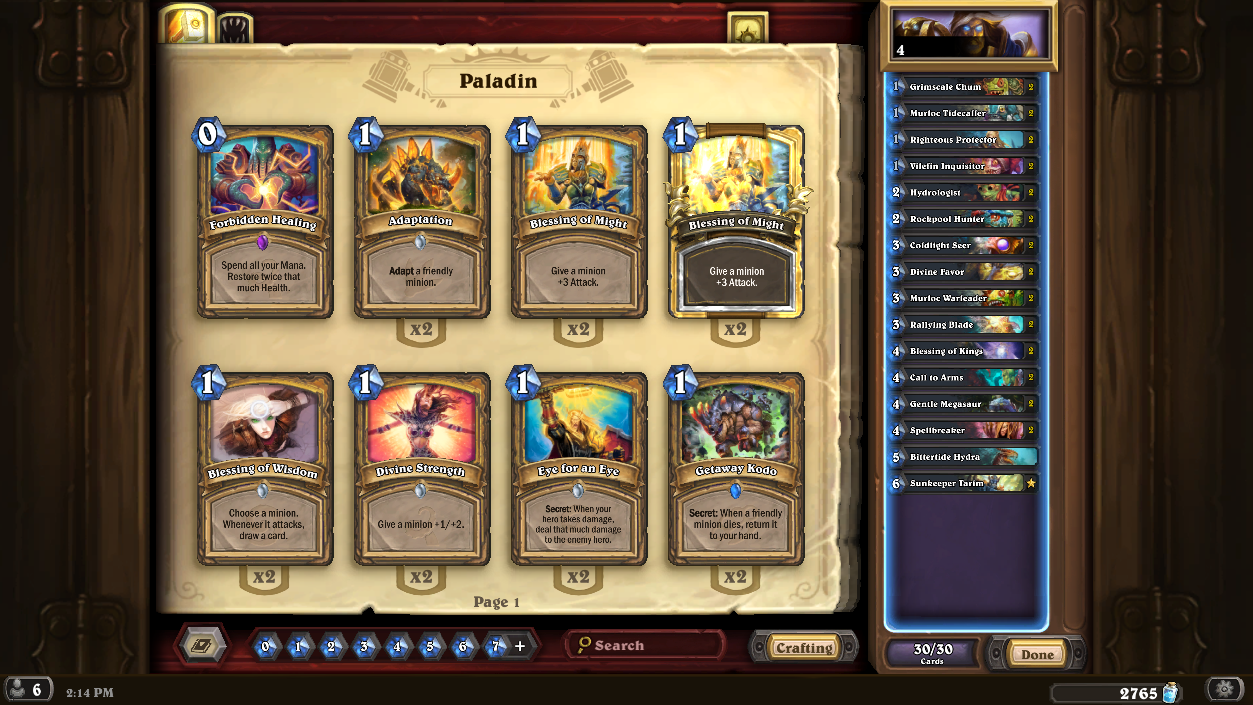 Paladin
0
Forbidden Healing
Spend all your Mana.
Restore twice that
much Health.
1
Adaptation
Adapt a friendly
minion.
x2
1
Blessing of Might
Give a minion
+3 Attack.
x2
1
Blessing of Might
Give a minion
+3 Attack.
x2
1
Blessing of Wisdom
Choose a minion.
Whenever it attacks,
draw a card.
x2
1
Divine Strength
Give a minion +1/+2.
x2
1
Eye for an Eye
Secret: When your
hero takes damage,
deal that much damage
to the enemy hero.
x2
1
Getaway Kodo
Secret: When a friendly
minion dies, return it
to your hand.
x2
Page 1
0 1 2 3 4 5 6 7 +
Search
Crafting
4
1 Grimscale Chum 2
1 Murloc Tidecaller 2
1 Righteous Protector 2
1 Vilefin Inquisitor 2
2 Hydrologist 2
2 Rockpool Hunter 2
3 Coldlight Seer 2
3 Divine Favor 2
3 Murloc Warleader 2
3 Rallying Blade 2
4 Blessing of Kings 2
4 Call to Arms 2
4 Gentle Megasaur 2
4 Spellbreaker 2
5 Bittertide Hydra
6 Sunkeeper Tarim
30/30
Cards
Done
6
2:14 PM
2765